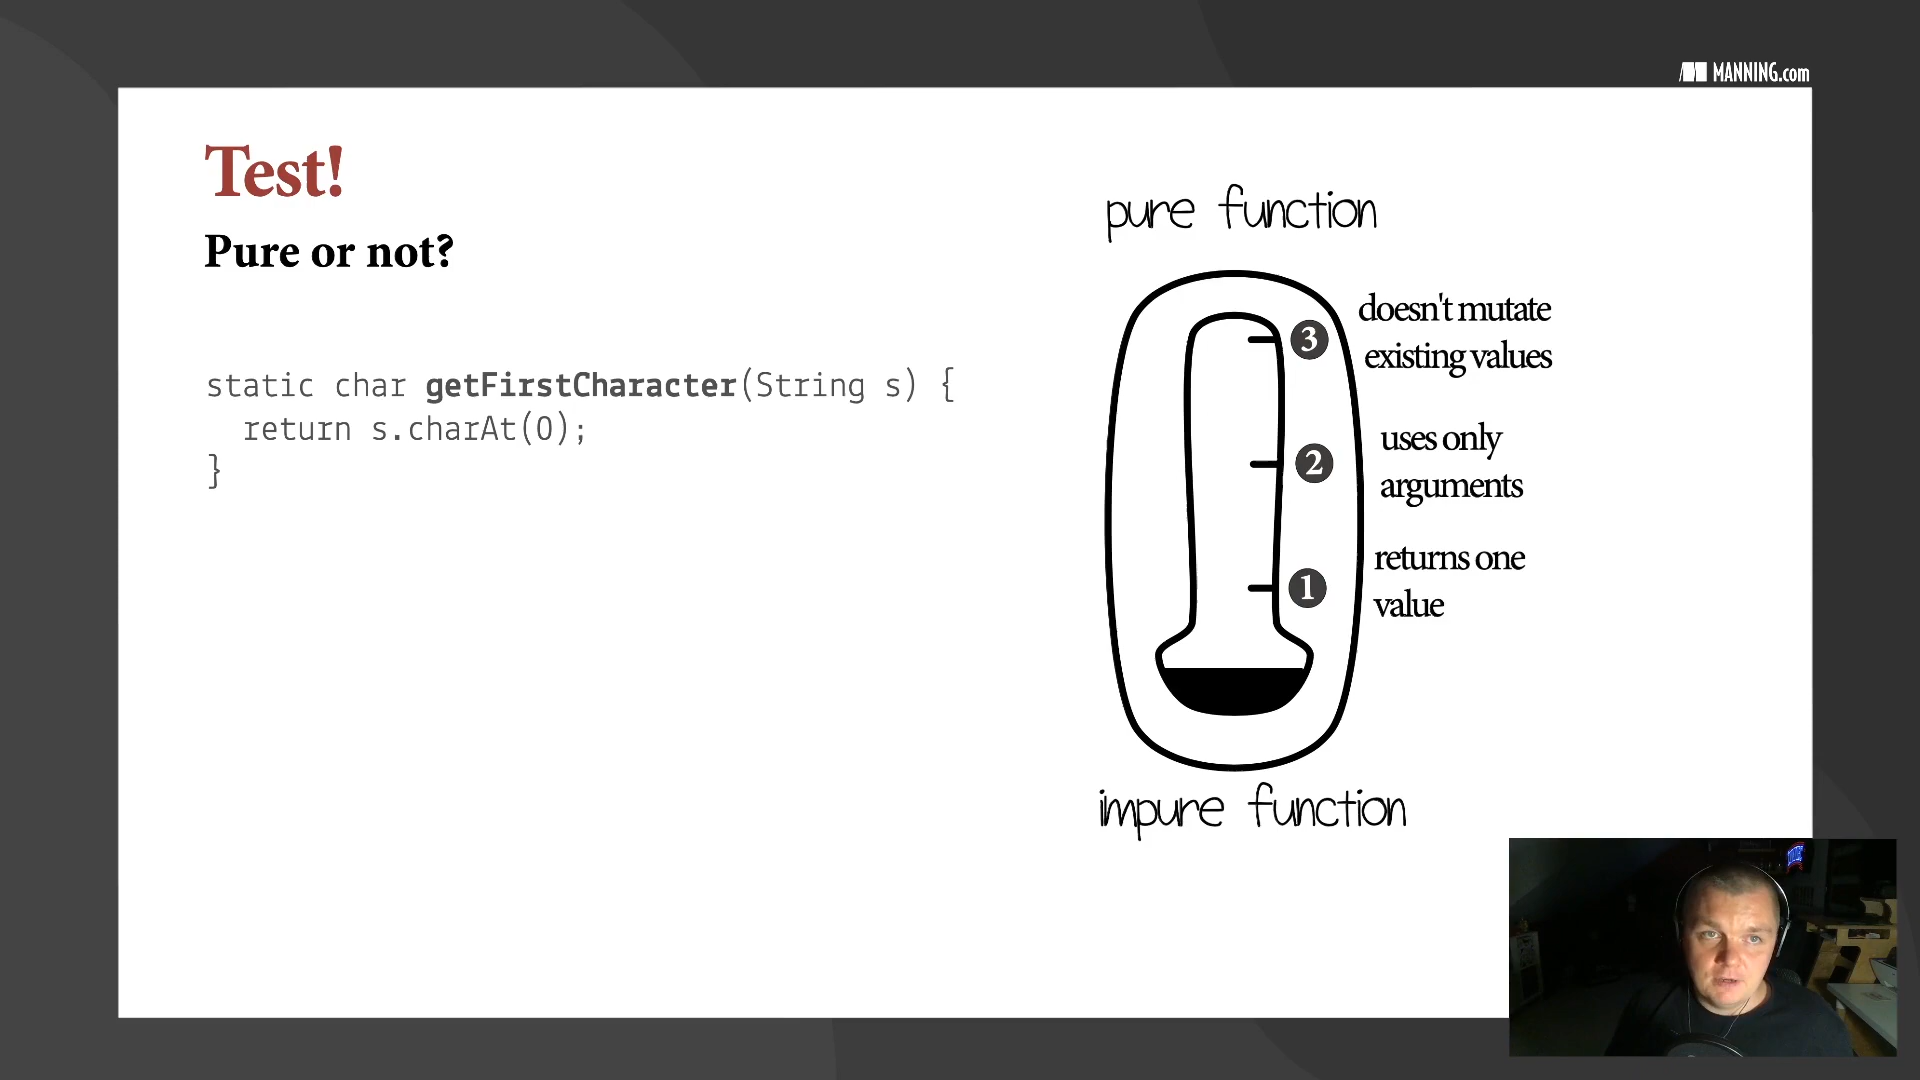 MANNING.com
Test!
Pure or not?
static char getFirstCharacter(String s) {
  return s.charAt(0);
}
pure function
3 doesn't mutate
existing values
2 uses only
arguments
1 returns one
value
impure function